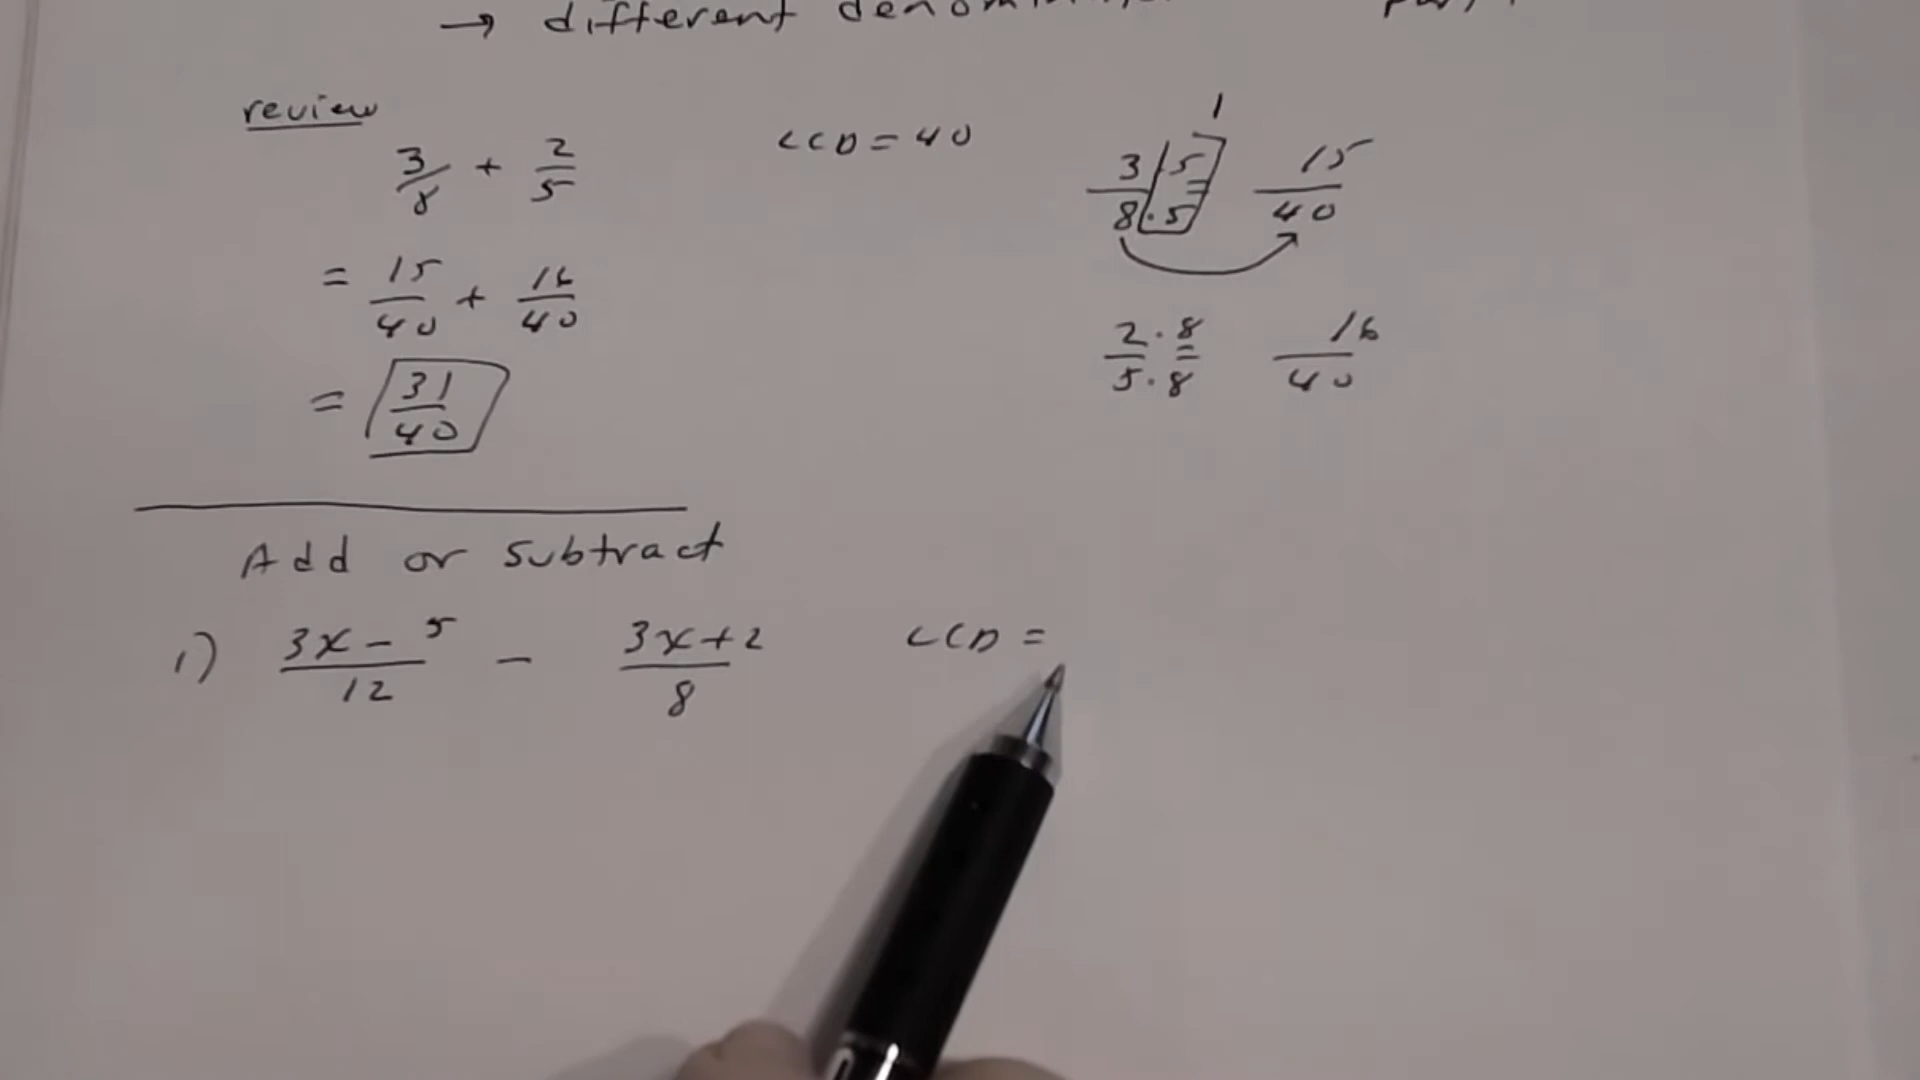 → different
review
3/8 + 2/5 LCD = 40 3/8 · 5/5 = 15/40 1
= 15/40 + 16/40 2/5 · 8/8 = 16/40
= 31/40
Add or subtract
1) 3x - 5/12 - 3x + 2/8 LCD =